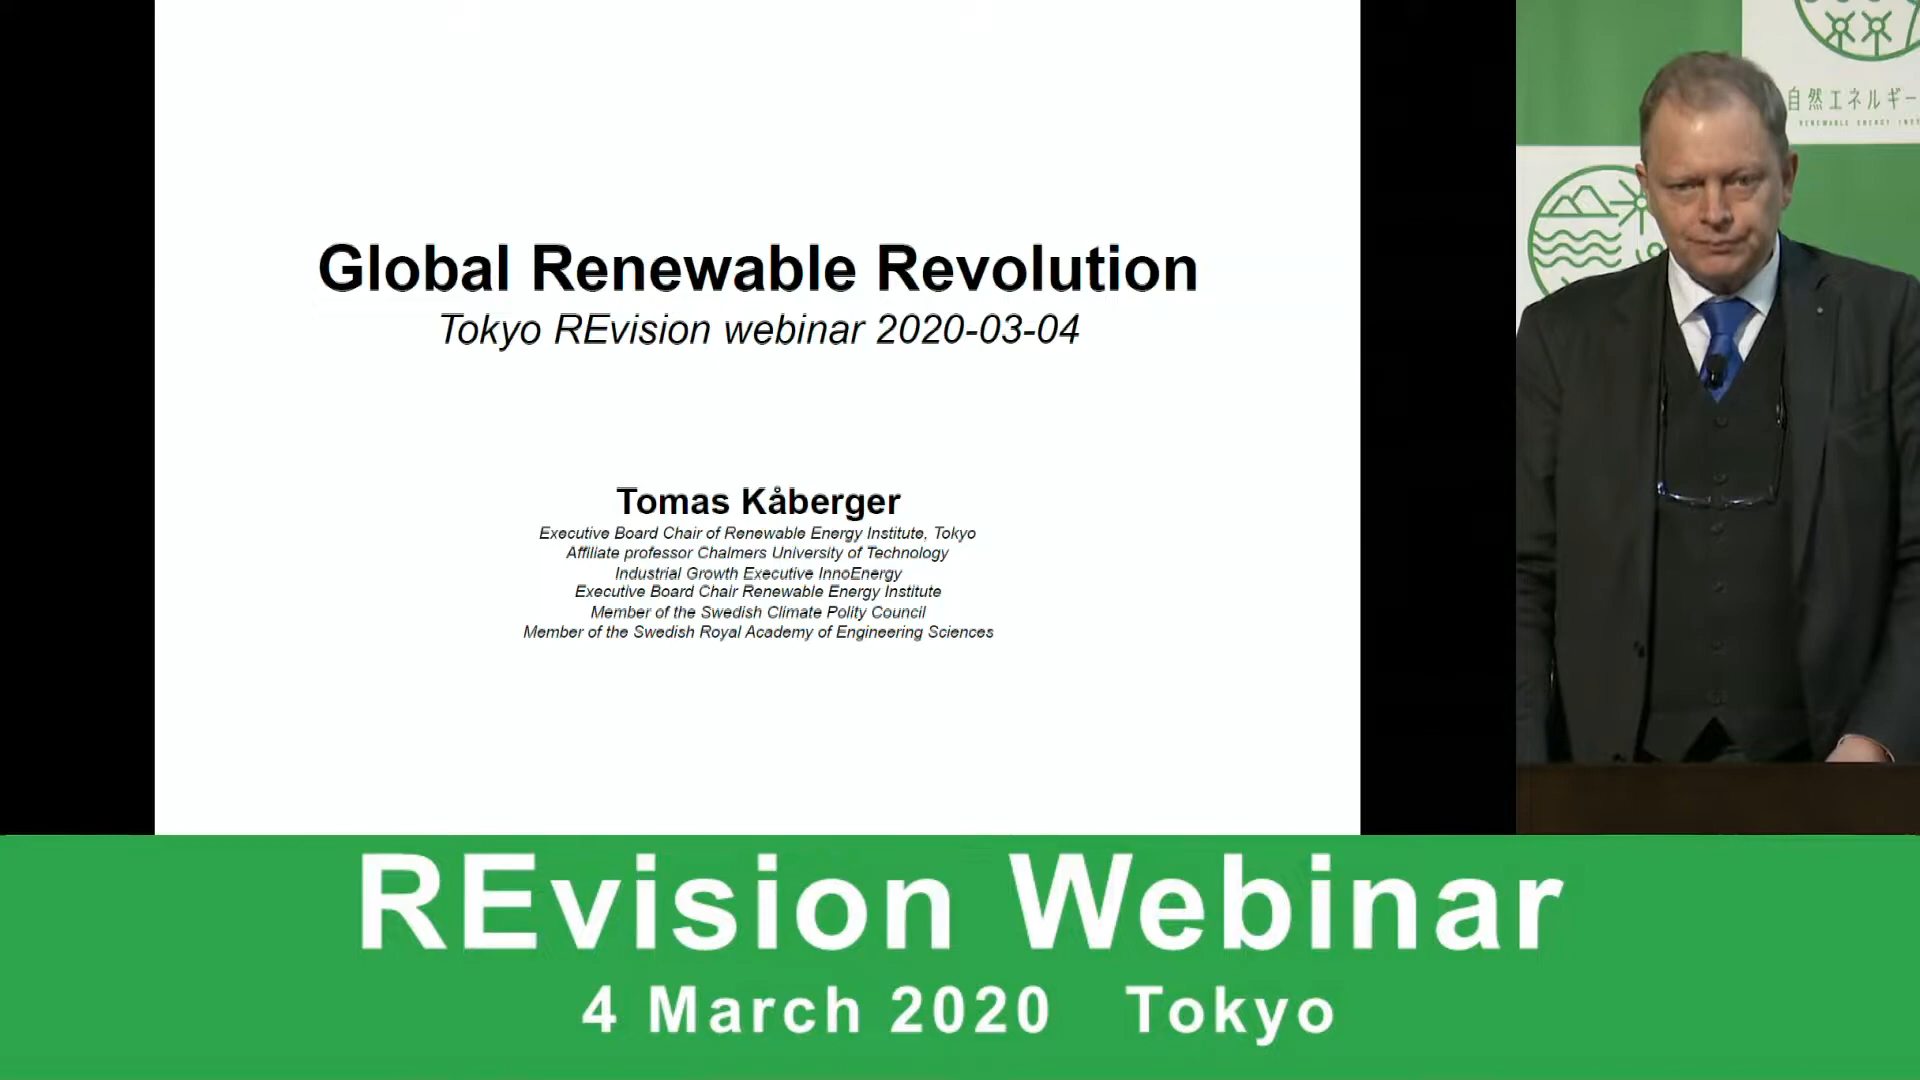 Global Renewable Revolution
Tokyo REvision webinar 2020-03-04
Tomas Kåberger
Executive Board Chair of Renewable Energy Institute, Tokyo
Affiliate professor Chalmers University of Technology
Industrial Growth Executive InnoEnergy
Executive Board Chair Renewable Energy Institute
Member of the Swedish Climate Polity Council
Member of the Swedish Royal Academy of Engineering Sciences
自然エネルギー
RENEWABLE ENERGY
REvision Webinar
4 March 2020 Tokyo